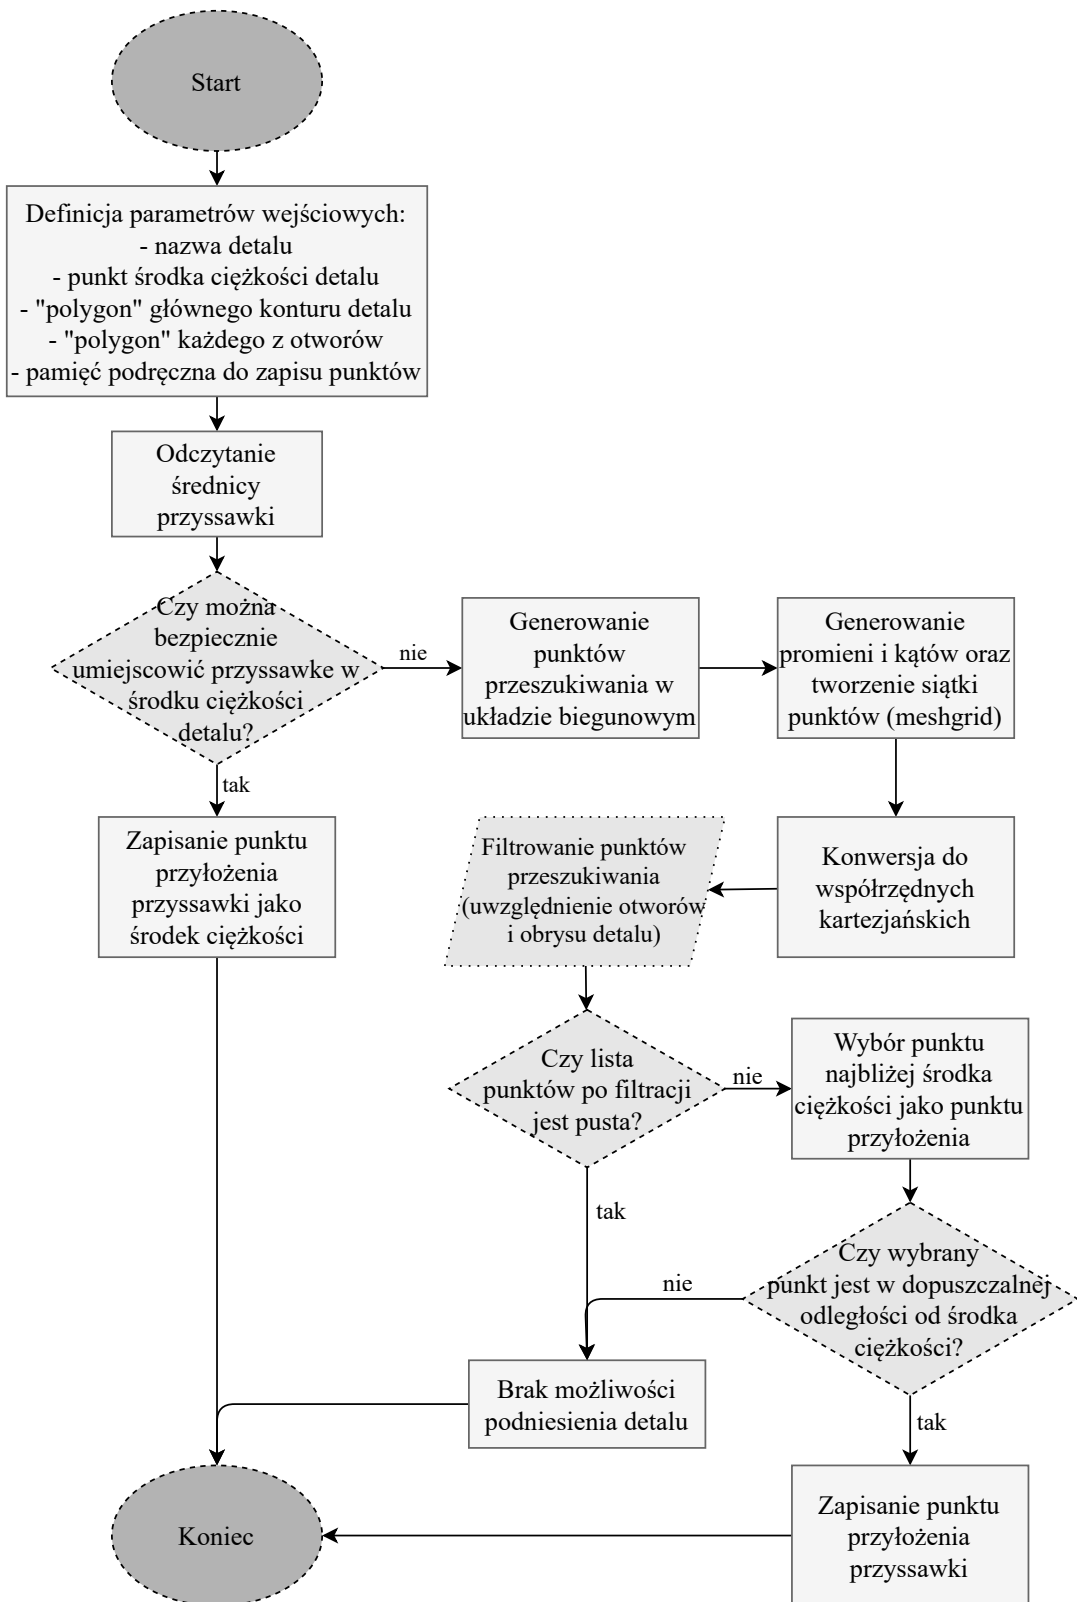 Start
Definicja parametrów wejściowych:
- nazwa detalu
- punkt środka ciężkości detalu
- "polygon" głównego konturu detalu
- "polygon" każdego z otworów
- pamięć podręczna do zapisu punktów
Odczytanie
średnicy
przyssawki
Czy można
bezpiecznie
umiejscowić przyssawke w
środku ciężkości
detalu?
nie
Generowanie
punktów
przeszukiwania w
układzie biegunowym
Generowanie
promieni i kątów oraz
tworzenie siątki
punktów (meshgrid)
tak
Zapisanie punktu
przyłożenia
przyssawki jako
środek ciężkości
Filtrowanie punktów
przeszukiwania
(uwzględnienie otworów
i obrysu detalu)
Konwersja do
współrzędnych
kartezjańskich
Czy lista
punktów po filtracji
jest pusta?
nie
Wybór punktu
najbliżej środka
ciężkości jako punktu
przyłożenia
tak
Czy wybrany
punkt jest w dopuszczalnej
odległości od środka
ciężkości?
nie
Brak możliwości
podniesienia detalu
tak
Koniec
Zapisanie punktu
przyłożenia
przyssawki